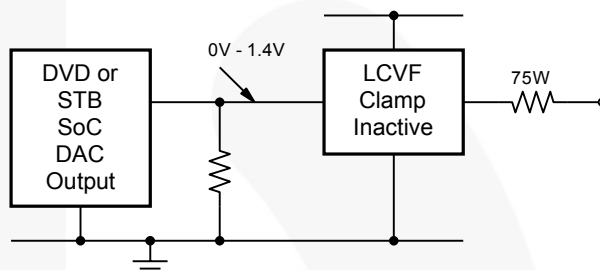 0V - 1.4V
DVD or
STB
SoC
DAC
Output
LCVF
Clamp
Inactive
75W